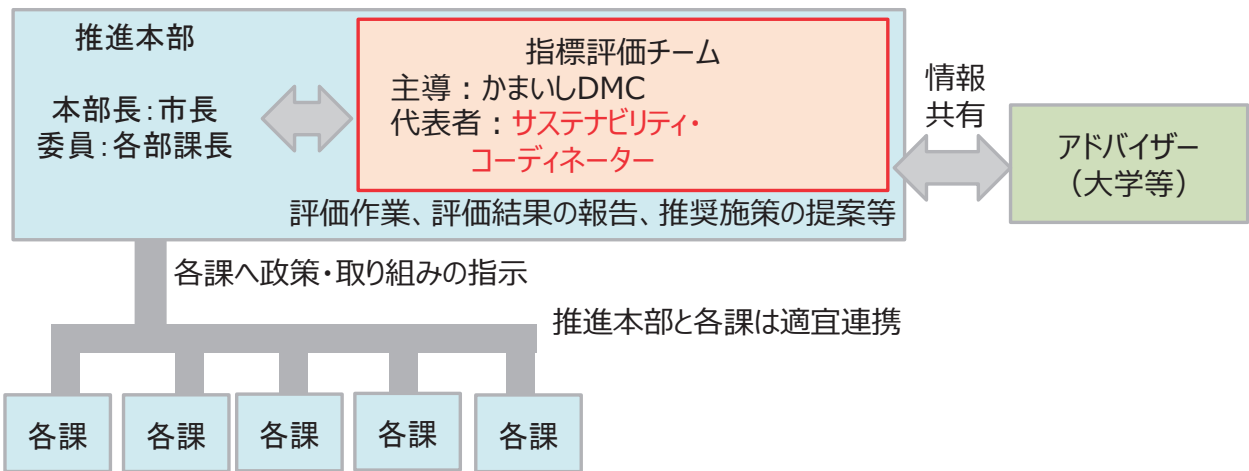 推進本部
本部長：市長
委員：各部課長
指標評価チーム
主導：かまいしDMC
代表者：サステナビリティ・
コーディネーター
評価作業、評価結果の報告、推奨施策の提案等
情報
共有
アドバイザー
（大学等）
各課へ政策・取り組みの指示
推進本部と各課は適宜連携
各課
各課
各課
各課
各課